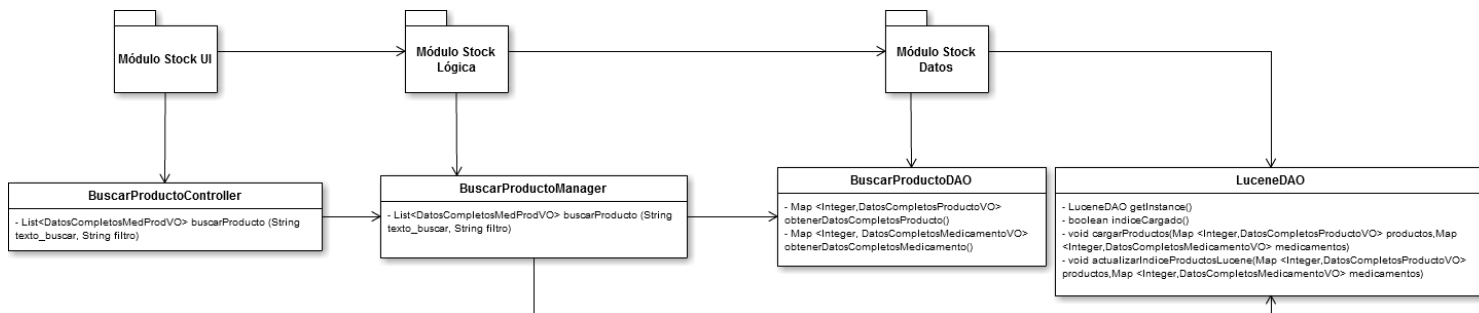 Módulo Stock UI
Módulo Stock
Lógica
Módulo Stock
Datos
BuscarProductoController
- List<DatosCompletosMedProdVO> buscarProducto (String
texto_buscar, String filtro)
BuscarProductoManager
- List<DatosCompletosMedProdVO> buscarProducto (String
texto_buscar, String filtro)
BuscarProductoDAO
- Map <Integer,DatosCompletosProductoVO>
obtenerDatosCompletosProducto()
- Map <Integer, DatosCompletosMedicamentoVO>
obtenerDatosCompletosMedicamento()
LuceneDAO
- LuceneDAO getInstance()
- boolean indiceCargado()
- void cargarProductos(Map <Integer,DatosCompletosProductoVO> productos,Map
<Integer,DatosCompletosMedicamentoVO> medicamentos)
- void actualizarIndiceProductosLucene(Map <Integer,DatosCompletosProductoVO>
productos,Map <Integer,DatosCompletosMedicamentoVO> medicamentos)